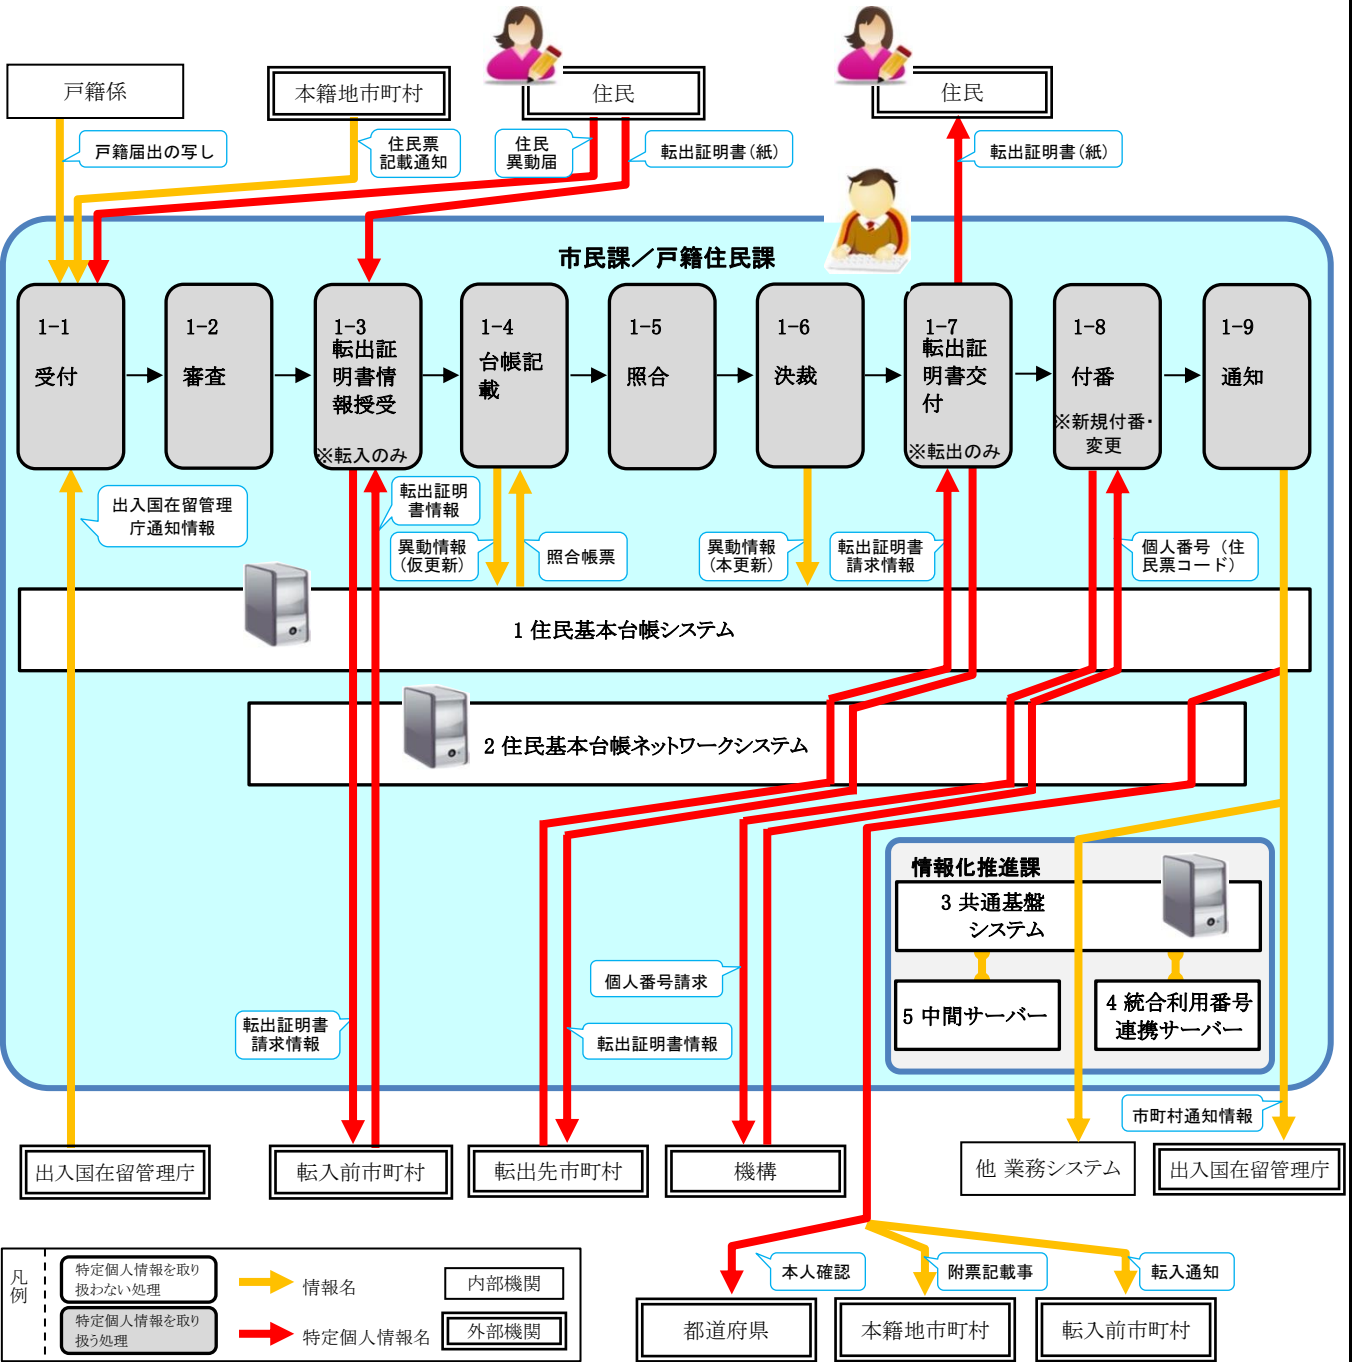 戸籍係
本籍地市町村
住民
住民
戸籍届出の写し
住民票
記載通知
住民
異動届
転出証明書(紙)
転出証明書(紙)
市民課／戸籍住民課
1-1
受付
1-2
審査
1-3
転出証
明書情
報授受
※転入のみ
1-4
台帳記
載
1-5
照合
1-6
決裁
1-7
転出証
明書交
付
※転出のみ
1-8
付番
※新規付番・
変更
1-9
通知
出入国在留管理
庁通知情報
転出証明
書情報
異動情報
(仮更新)
照合帳票
異動情報
(本更新)
転出証明書
請求情報
個人番号（住
民票コード）
1 住民基本台帳システム
2 住民基本台帳ネットワークシステム
情報化推進課
3 共通基盤
システム
5 中間サーバー
4 統合利用番号
連携サーバー
個人番号請求
転出証明書
請求情報
転出証明書情報
市町村通知情報
出入国在留管理庁
転入前市町村
転出先市町村
機構
他 業務システム
出入国在留管理庁
本人確認
附票記載事
転入通知
都道府県
本籍地市町村
転入前市町村
凡
例
特定個人情報を取り
扱わない処理
特定個人情報を取り
扱う処理
情報名
特定個人情報名
内部機関
外部機関